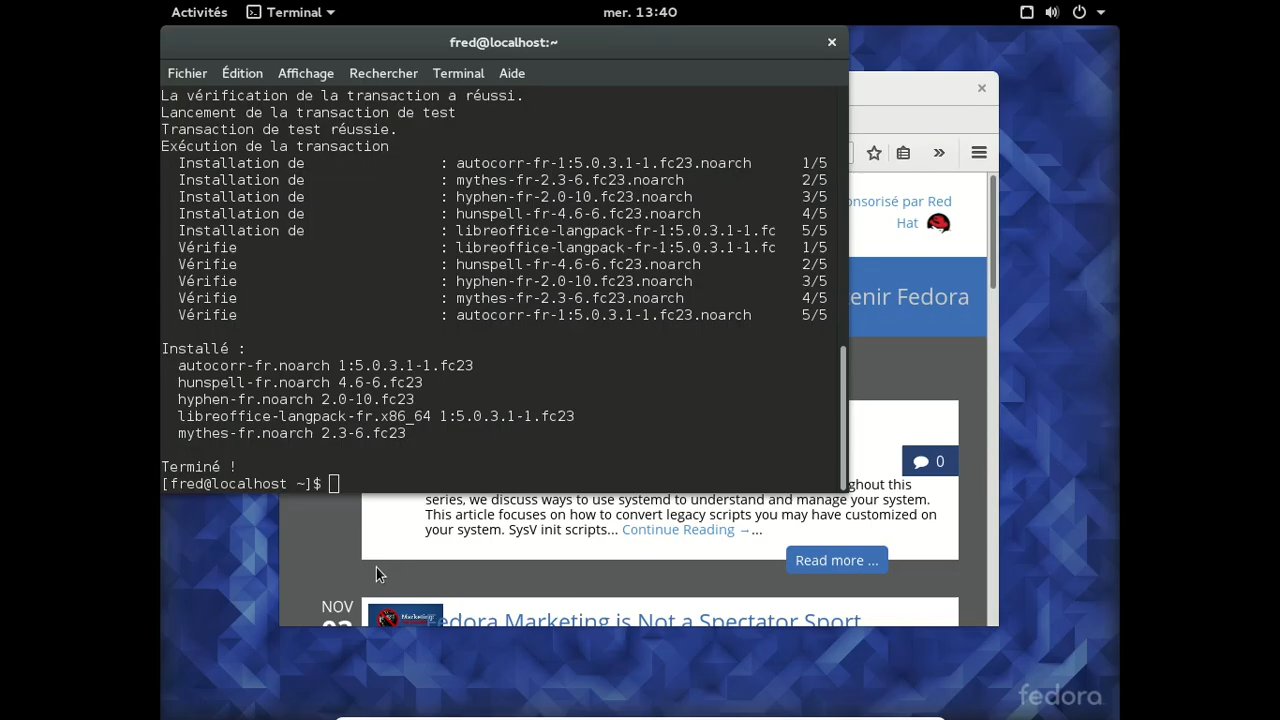 Activités Terminal mer. 13:40
fred@localhost:~
Fichier Édition Affichage Rechercher Terminal Aide
La vérification de la transaction a réussi.
Lancement de la transaction de test
Transaction de test réussie.
Exécution de la transaction
Installation de : autocorr-fr-1:5.0.3.1-1.fc23.noarch 1/5
Installation de : mythes-fr-2.3-6.fc23.noarch 2/5
Installation de : hyphen-fr-2.0-10.fc23.noarch 3/5
Installation de : hunspell-fr-4.6-6.fc23.noarch 4/5
Installation de : libreoffice-langpack-fr-1:5.0.3.1-1.fc 5/5
Vérifie : libreoffice-langpack-fr-1:5.0.3.1-1.fc 1/5
Vérifie : hunspell-fr-4.6-6.fc23.noarch 2/5
Vérifie : hyphen-fr-2.0-10.fc23.noarch 3/5
Vérifie : mythes-fr-2.3-6.fc23.noarch 4/5
Vérifie : autocorr-fr-1:5.0.3.1-1.fc23.noarch 5/5
Installé :
autocorr-fr.noarch 1:5.0.3.1-1.fc23
hunspell-fr.noarch 4.6-6.fc23
hyphen-fr.noarch 2.0-10.fc23
libreoffice-langpack-fr.x86_64 1:5.0.3.1-1.fc23
mythes-fr.noarch 2.3-6.fc23
Terminé !
[fred@localhost ~]$
onsorisé par Red
Hat
enir Fedora
0
ghout this
series, we discuss ways to use systemd to understand and manage your system.
This article focuses on how to convert legacy scripts you may have customized on
your system. SysV init scripts... Continue Reading →...
Read more ...
NOV
Marketing
Fedora Marketing is Not a Spectator Sport
fedora